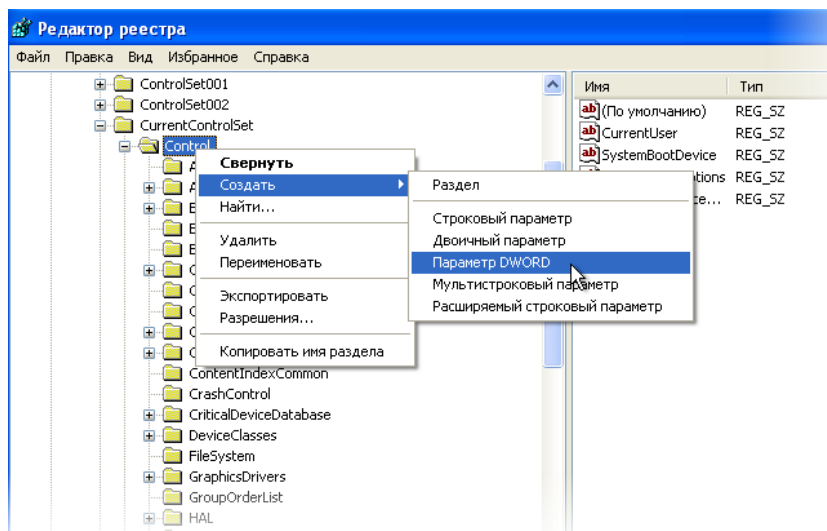 Редактор реестра
Файл Правка Вид Избранное Справка
ControlSet001
ControlSet002
CurrentControlSet
Control
ContentIndexCommon
CrashControl
CriticalDeviceDatabase
DeviceClasses
FileSystem
GraphicsDrivers
GroupOrderList
HAL
Свернуть
Создать
Найти...
Удалить
Переименовать
Экспортировать
Разрешения...
Копировать имя раздела
Раздел
Строковый параметр
Двоичный параметр
Параметр DWORD
Мультистроковый параметр
Расширяемый строковый параметр
Имя Тип
(По умолчанию) REG_SZ
CurrentUser REG_SZ
SystemBootDevice REG_SZ
REG_SZ
REG_SZ